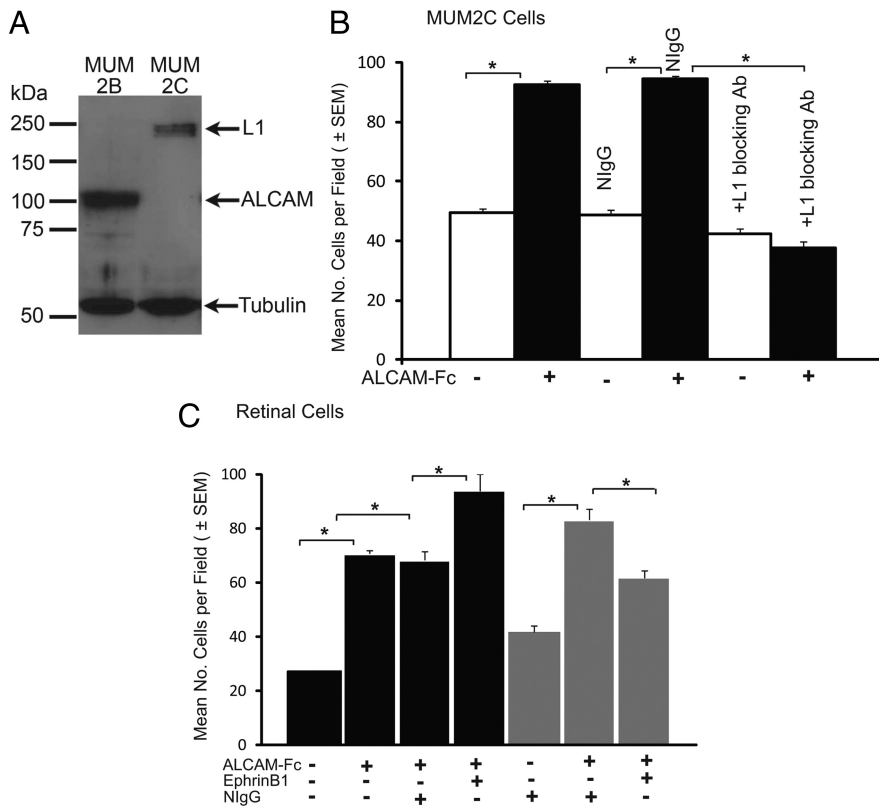 A
MUM MUM
2B 2C
kDa
250
L1
150
100
ALCAM
75
50
Tubulin
B MUM2C Cells
Mean No. Cells per Field ( ± SEM)
100
80
60
40
20
0
*
*
*
NIgG
NIgG
+L1 blocking Ab
+L1 blocking Ab
ALCAM-Fc - + - + - +
C Retinal Cells
Mean No. Cells per Field ( ± SEM)
100
80
60
40
20
0
*
*
*
*
*
ALCAM-Fc - + + + - + +
EphrinB1 - - - + - - +
NIgG - - + - + + -